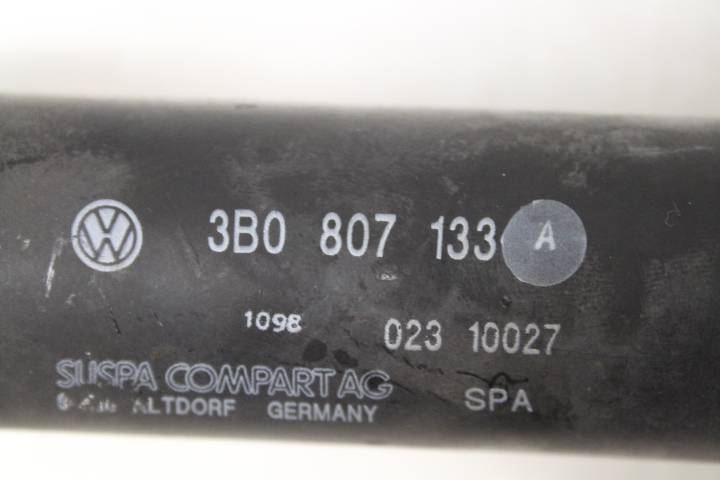 3B0 807 133 A
1098 023 10027
SUSPA COMPART AG
ALTDORF GERMANY SPA